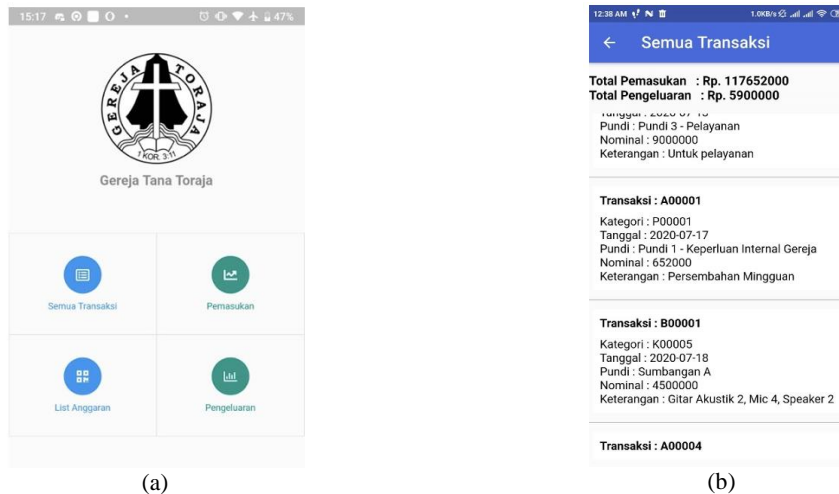 15:17
47%
GEREJA TORAJA
1 KOR. 3:11
Gereja Tana Toraja
Semua Transaksi
Pemasukan
List Anggaran
Pengeluaran
(a)
12:38 AM
1.0KB/s
Semua Transaksi
Total Pemasukan : Rp. 117652000
Total Pengeluaran : Rp. 5900000
Pundi : Pundi 3 - Pelayanan
Nominal : 9000000
Keterangan : Untuk pelayanan
Transaksi : A00001
Kategori : P00001
Tanggal : 2020-07-17
Pundi : Pundi 1 - Keperluan Internal Gereja
Nominal : 652000
Keterangan : Persembahan Mingguan
Transaksi : B00001
Kategori : K00005
Tanggal : 2020-07-18
Pundi : Sumbangan A
Nominal : 4500000
Keterangan : Gitar Akustik 2, Mic 4, Speaker 2
Transaksi : A00004
(b)